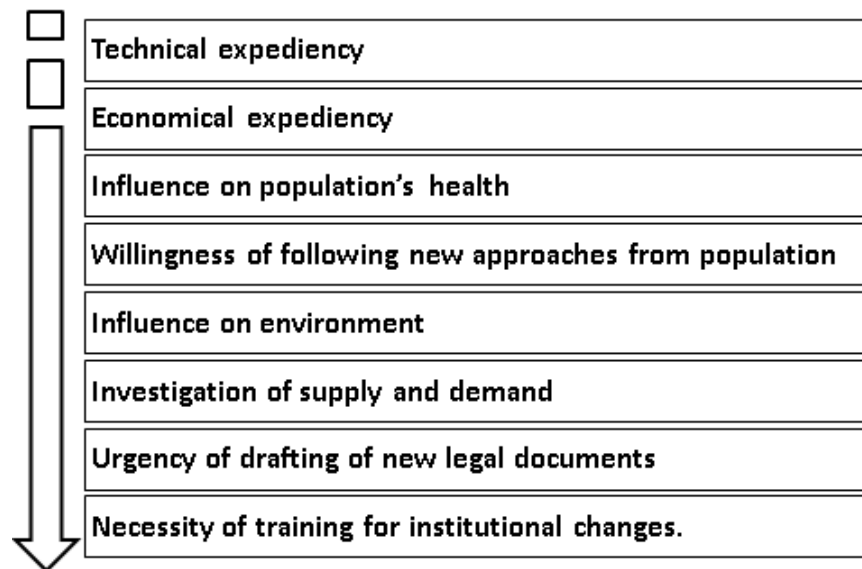 Technical expediency
Economical expediency
Influence on population's health
Willingness of following new approaches from population
Influence on environment
Investigation of supply and demand
Urgency of drafting of new legal documents
Necessity of training for institutional changes.